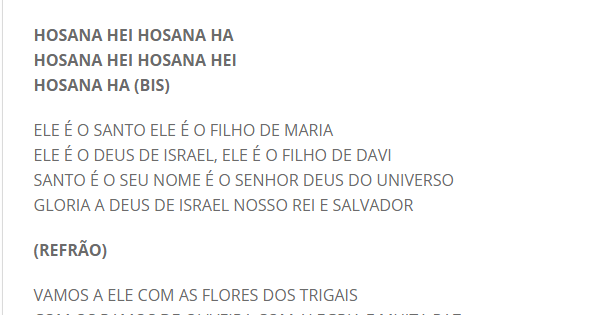 HOSANA HEI HOSANA HA
HOSANA HEI HOSANA HEI
HOSANA HA (BIS)
ELE É O SANTO ELE É O FILHO DE MARIA
ELE É O DEUS DE ISRAEL, ELE É O FILHO DE DAVI
SANTO É O SEU NOME É O SENHOR DEUS DO UNIVERSO
GLORIA A DEUS DE ISRAEL NOSSO REI E SALVADOR
(REFRÃO)
VAMOS A ELE COM AS FLORES DOS TRIGAIS